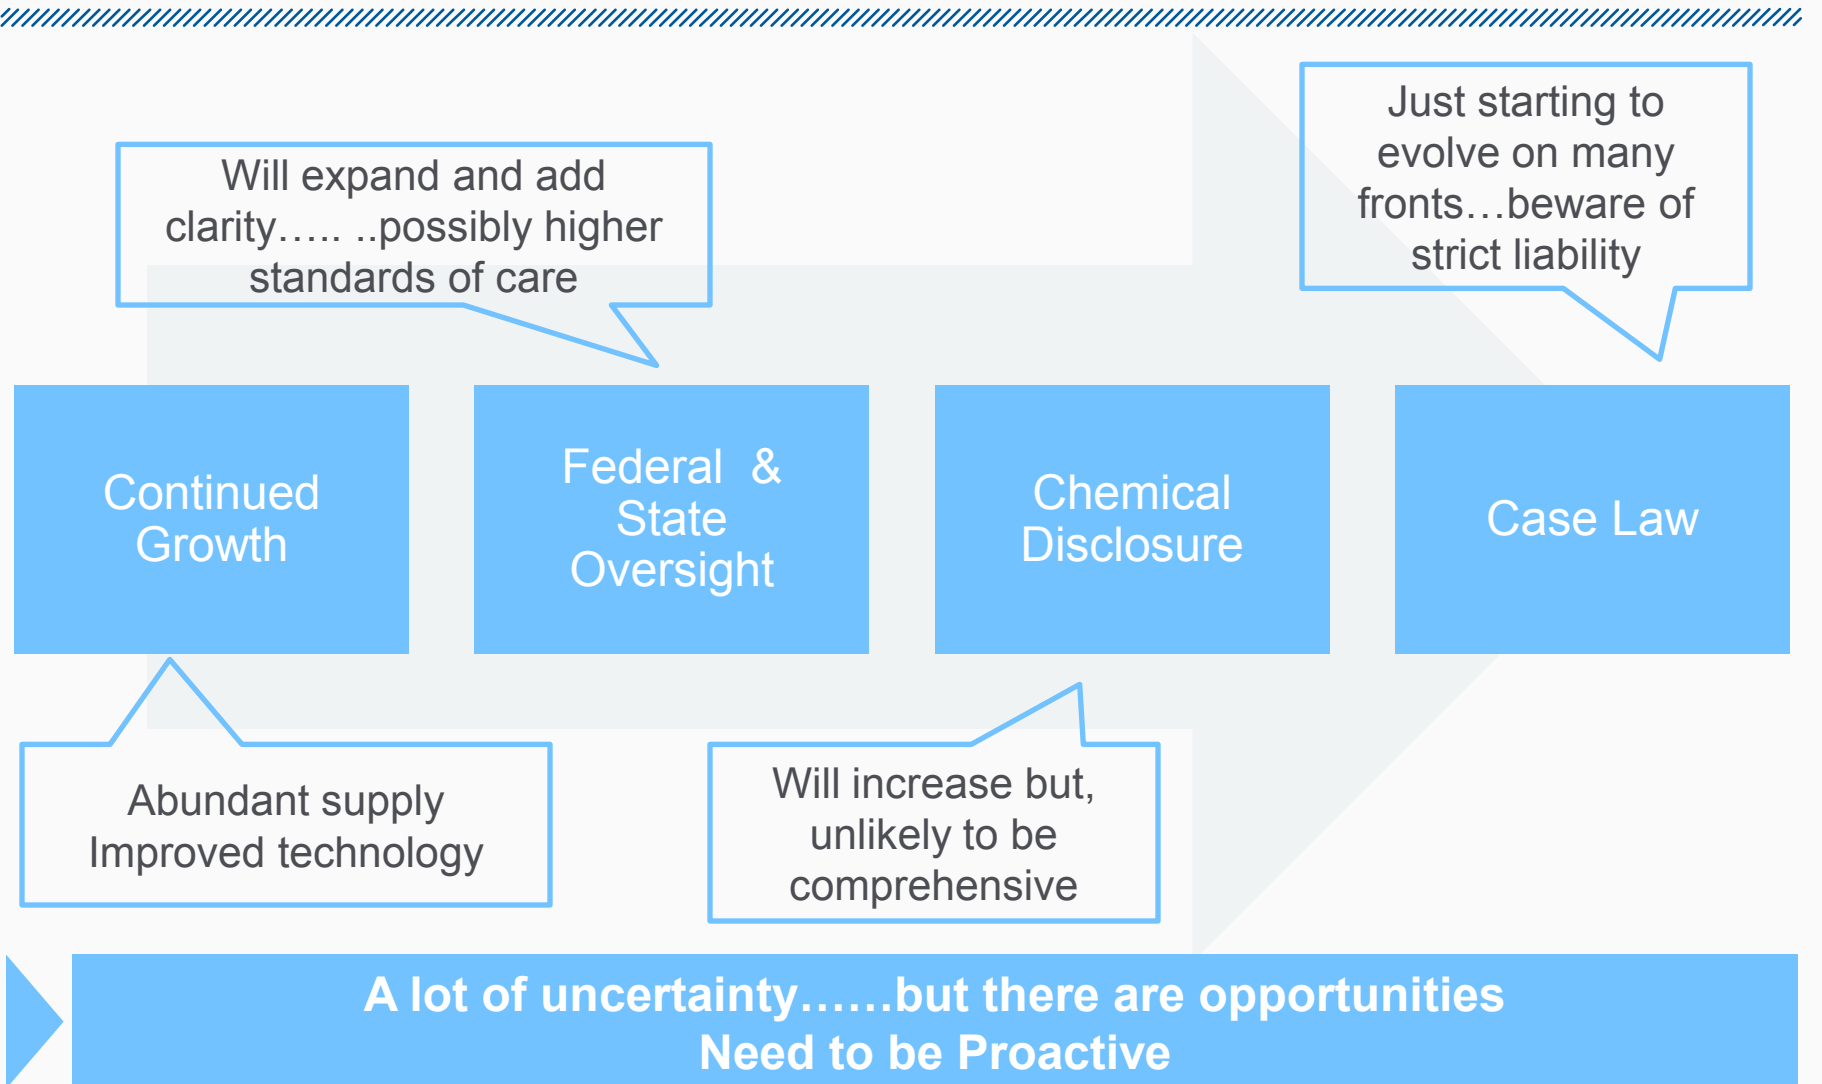 Just starting to
evolve on many
fronts…beware of
strict liability
Will expand and add
clarity….. ..possibly higher
standards of care
Continued
Growth
Federal  &
State
Oversight
Chemical
Disclosure
Case Law
Abundant supply
Improved technology
Will increase but,
unlikely to be
comprehensive
A lot of uncertainty……but there are opportunities
Need to be Proactive